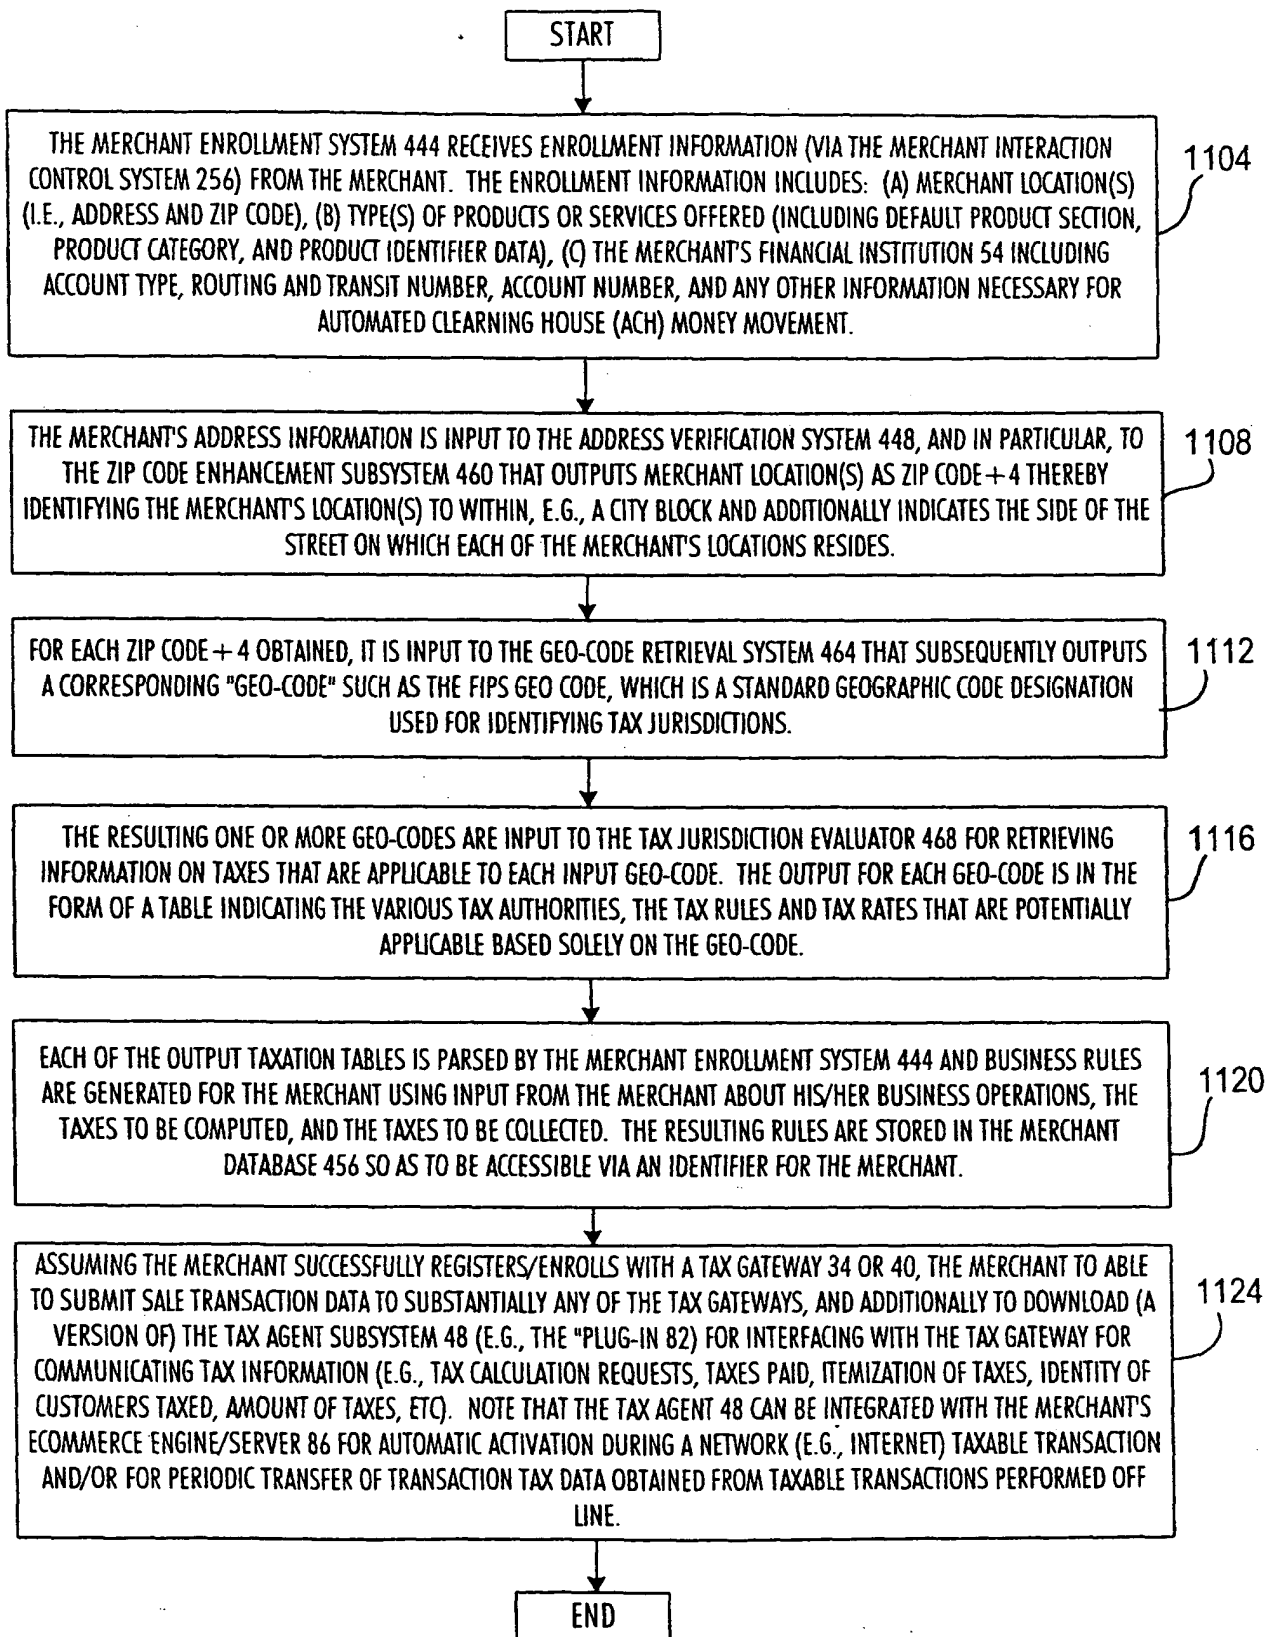 START
THE MERCHANT ENROLLMENT SYSTEM 444 RECEIVES ENROLLMENT INFORMATION (VIA THE MERCHANT INTERACTION
CONTROL SYSTEM 256) FROM THE MERCHANT. THE ENROLLMENT INFORMATION INCLUDES: (A) MERCHANT LOCATION(S)
(I.E., ADDRESS AND ZIP CODE), (B) TYPE(S) OF PRODUCTS OR SERVICES OFFERED (INCLUDING DEFAULT PRODUCT SECTION,
PRODUCT CATEGORY, AND PRODUCT IDENTIFIER DATA), (C) THE MERCHANT'S FINANCIAL INSTITUTION 54 INCLUDING
ACCOUNT TYPE, ROUTING AND TRANSIT NUMBER, ACCOUNT NUMBER, AND ANY OTHER INFORMATION NECESSARY FOR
AUTOMATED CLEARNING HOUSE (ACH) MONEY MOVEMENT.
1104
THE MERCHANT'S ADDRESS INFORMATION IS INPUT TO THE ADDRESS VERIFICATION SYSTEM 448, AND IN PARTICULAR, TO
THE ZIP CODE ENHANCEMENT SUBSYSTEM 460 THAT OUTPUTS MERCHANT LOCATION(S) AS ZIP CODE+4 THEREBY
IDENTIFYING THE MERCHANT'S LOCATION(S) TO WITHIN, E.G., A CITY BLOCK AND ADDITIONALLY INDICATES THE SIDE OF THE
STREET ON WHICH EACH OF THE MERCHANT'S LOCATIONS RESIDES.
1108
FOR EACH ZIP CODE+4 OBTAINED, IT IS INPUT TO THE GEO-CODE RETRIEVAL SYSTEM 464 THAT SUBSEQUENTLY OUTPUTS
A CORRESPONDING "GEO-CODE" SUCH AS THE FIPS GEO CODE, WHICH IS A STANDARD GEOGRAPHIC CODE DESIGNATION
USED FOR IDENTIFYING TAX JURISDICTIONS.
1112
THE RESULTING ONE OR MORE GEO-CODES ARE INPUT TO THE TAX JURISDICTION EVALUATOR 468 FOR RETRIEVING
INFORMATION ON TAXES THAT ARE APPLICABLE TO EACH INPUT GEO-CODE. THE OUTPUT FOR EACH GEO-CODE IS IN THE
FORM OF A TABLE INDICATING THE VARIOUS TAX AUTHORITIES, THE TAX RULES AND TAX RATES THAT ARE POTENTIALLY
APPLICABLE BASED SOLELY ON THE GEO-CODE.
1116
EACH OF THE OUTPUT TAXATION TABLES IS PARSED BY THE MERCHANT ENROLLMENT SYSTEM 444 AND BUSINESS RULES
ARE GENERATED FOR THE MERCHANT USING INPUT FROM THE MERCHANT ABOUT HIS/HER BUSINESS OPERATIONS, THE
TAXES TO BE COMPUTED, AND THE TAXES TO BE COLLECTED. THE RESULTING RULES ARE STORED IN THE MERCHANT
DATABASE 456 SO AS TO BE ACCESSIBLE VIA AN IDENTIFIER FOR THE MERCHANT.
1120
ASSUMING THE MERCHANT SUCCESSFULLY REGISTERS/ENROLLS WITH A TAX GATEWAY 34 OR 40, THE MERCHANT TO ABLE
TO SUBMIT SALE TRANSACTION DATA TO SUBSTANTIALLY ANY OF THE TAX GATEWAYS, AND ADDITIONALLY TO DOWNLOAD (A
VERSION OF) THE TAX AGENT SUBSYSTEM 48 (E.G., THE "PLUG-IN 82) FOR INTERFACING WITH THE TAX GATEWAY FOR
COMMUNICATING TAX INFORMATION (E.G., TAX CALCULATION REQUESTS, TAXES PAID, ITEMIZATION OF TAXES, IDENTITY OF
CUSTOMERS TAXED, AMOUNT OF TAXES, ETC). NOTE THAT THE TAX AGENT 48 CAN BE INTEGRATED WITH THE MERCHANT'S
ECOMMERCE ENGINE/SERVER 86 FOR AUTOMATIC ACTIVATION DURING A NETWORK (E.G., INTERNET) TAXABLE TRANSACTION
AND/OR FOR PERIODIC TRANSFER OF TRANSACTION TAX DATA OBTAINED FROM TAXABLE TRANSACTIONS PERFORMED OFF
LINE.
1124
END